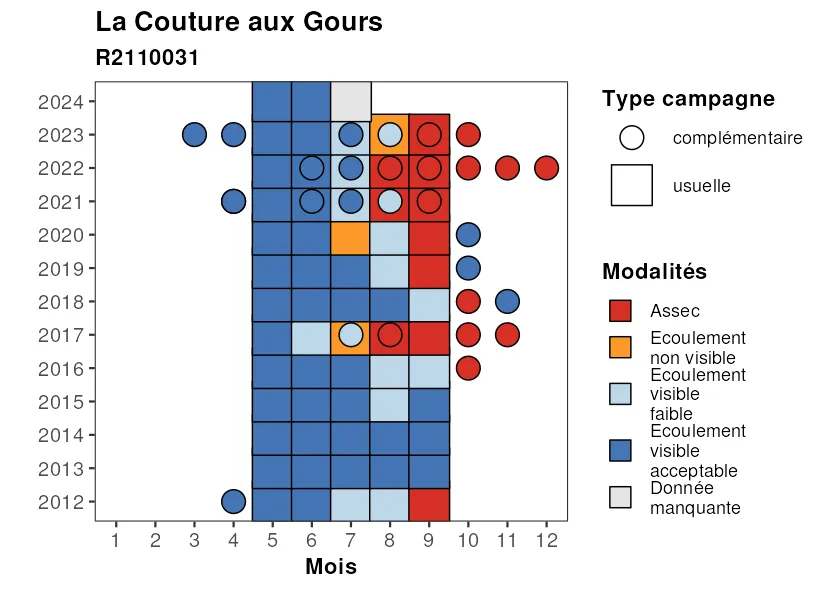 La Couture aux Gours
R2110031
2024
2023
2022
2021
2020
2019
2018
2017
2016
2015
2014
2013
2012
1 2 3 4 5 6 7 8 9 10 11 12
Mois
Type campagne
complémentaire
usuelle
Modalités
Assec
Ecoulement
non visible
Ecoulement
visible
faible
Ecoulement
visible
acceptable
Donnée
manquante